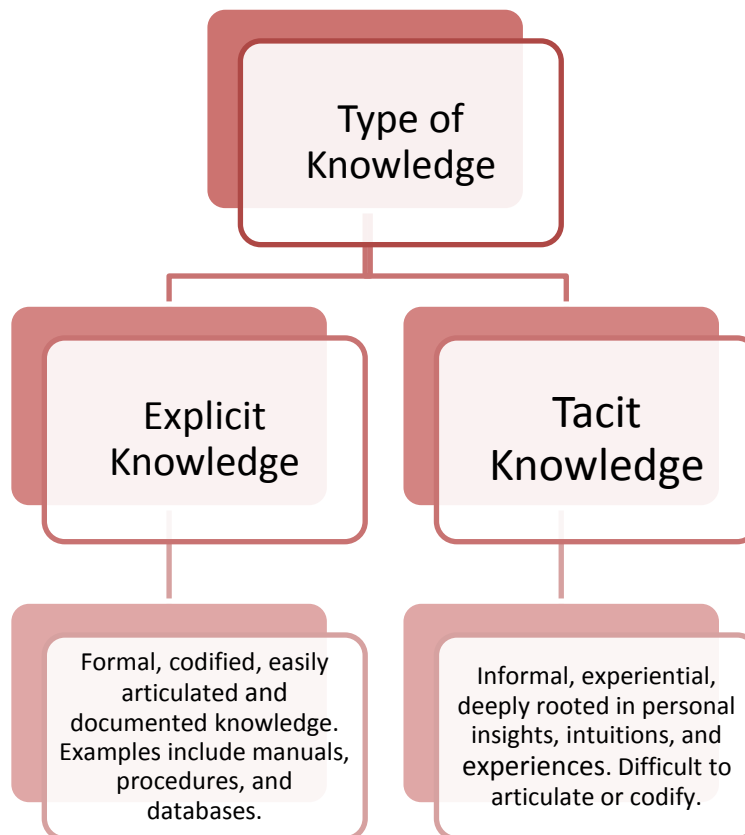 Type of
Knowledge
Explicit
Knowledge
Tacit
Knowledge
Formal, codified, easily
articulated and
documented knowledge.
Examples include manuals,
procedures, and
databases.
Informal, experiential,
deeply rooted in personal
insights, intuitions, and
experiences. Difficult to
articulate or codify.